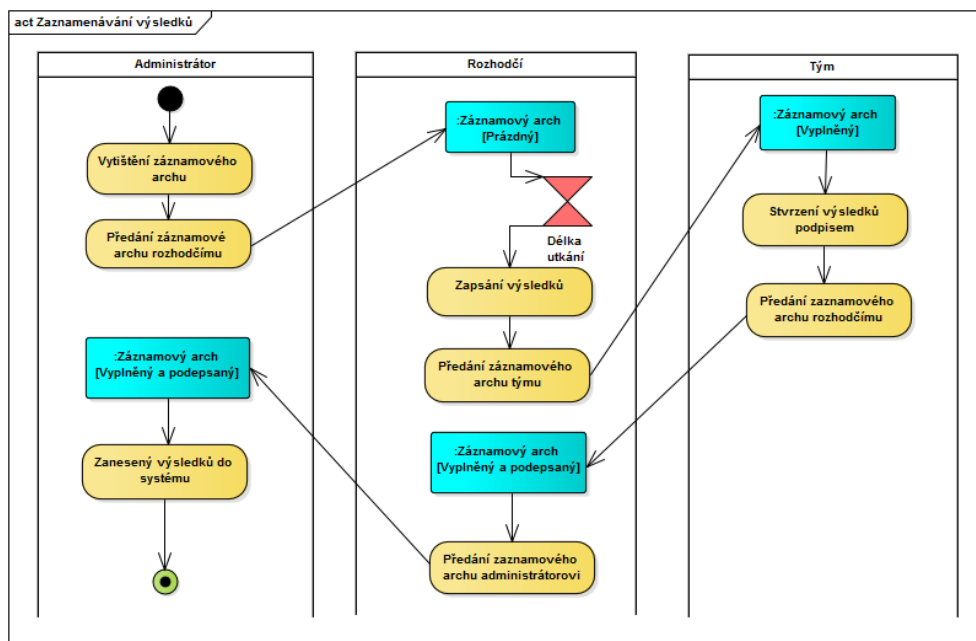 act Zaznamenávání výsledků
Administrátor
Vytištění záznamového
archu
Předání záznamové
archu rozhodčímu
:Záznamový arch
[Vyplněný a podepsaný]
Zanesený výsledků do
systému
Rozhodčí
:Záznamový arch
[Prázdný]
Délka
utkání
Zapsání výsledků
Předání záznamového
archu týmu
:Záznamový arch
[Vyplněný a podepsaný]
Předání zaznamového
archu administrátorovi
Tým
:Záznamový arch
[Vyplněný]
Stvrzení výsledků
podpisem
Předání zaznamového
archu rozhodčímu